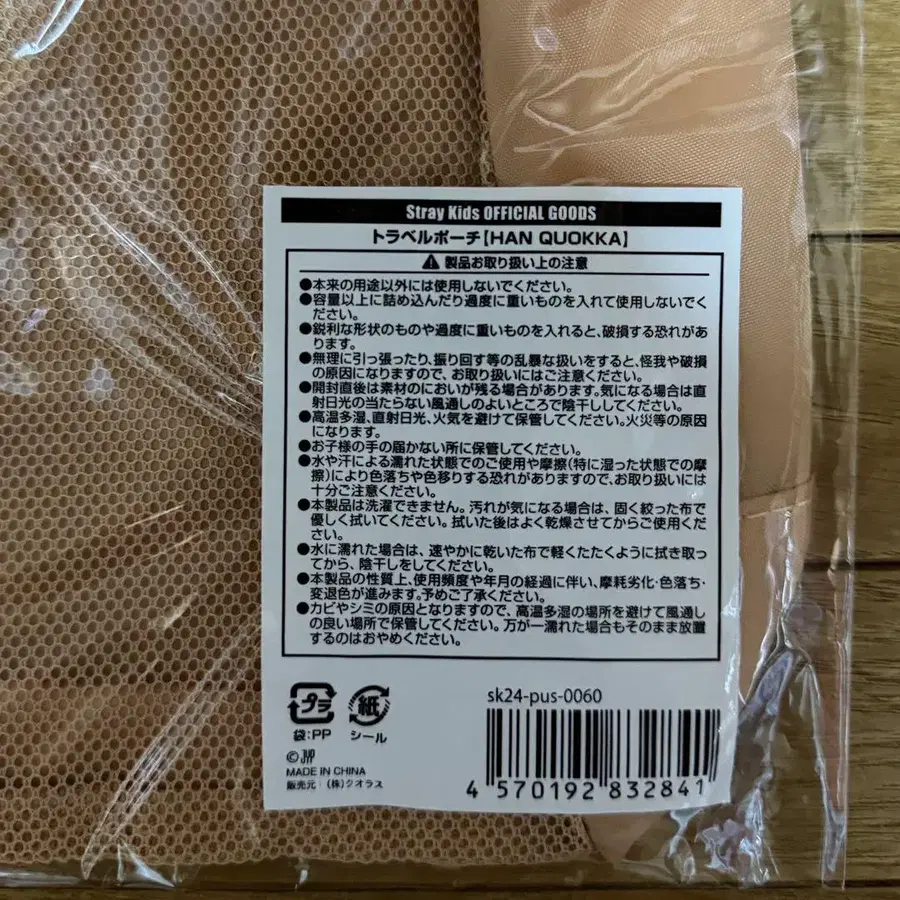 Stray Kids OFFICIAL GOODS
トラベルポーチ【HAN QUOKKA】
⚠製品お取り扱い上の注意
●本来の用途以外には使用しないでください。
●容量以上に詰め込んだり過度に重いものを入れて使用しないでく
ださい。
●鋭利な形状のものや過度に重いものを入れると、破損する恐れがあ
ります。
●無理に引っ張ったり、振り回す等の乱暴な扱いをすると、怪我や破損
の原因になりますので、お取り扱いにはご注意ください。
●開封直後は素材のにおいが残る場合があります。気になる場合は直
射日光の当たらない風通しのよいところで陰干ししてください。
●高温多湿、直射日光、火気を避けて保管してください。火災等の原因
になります。
●お子様の手の届かない所に保管してください。
●水や汗による濡れた状態でのご使用や摩擦(特に湿った状態での摩
擦)により色落ちや色移りする恐れがありますので、お取り扱いには
十分ご注意ください。
●本製品は洗濯できません。汚れが気になる場合は、固く絞った布で
優しく拭いてください。拭いた後はよく乾燥させてからご使用くだ
さい。
●水に濡れた場合は、速やかに乾いた布で軽くたたくように拭き取っ
てから、陰干しをしてください。
●本製品の性質上、使用頻度や年月の経過に伴い、摩耗劣化・色落ち・
変退色が進みます。予めご了承ください。
●カビやシミの原因となりますので、高温多湿の場所を避けて風通し
の良い場所で保管してください。万が一濡れた場合もそのまま放置
するのはおやめください。
プラ
袋:PP
紙
シール
sk24-pus-0060
© JYP
MADE IN CHINA
販売元:(株)クオラス
4 570192 832841